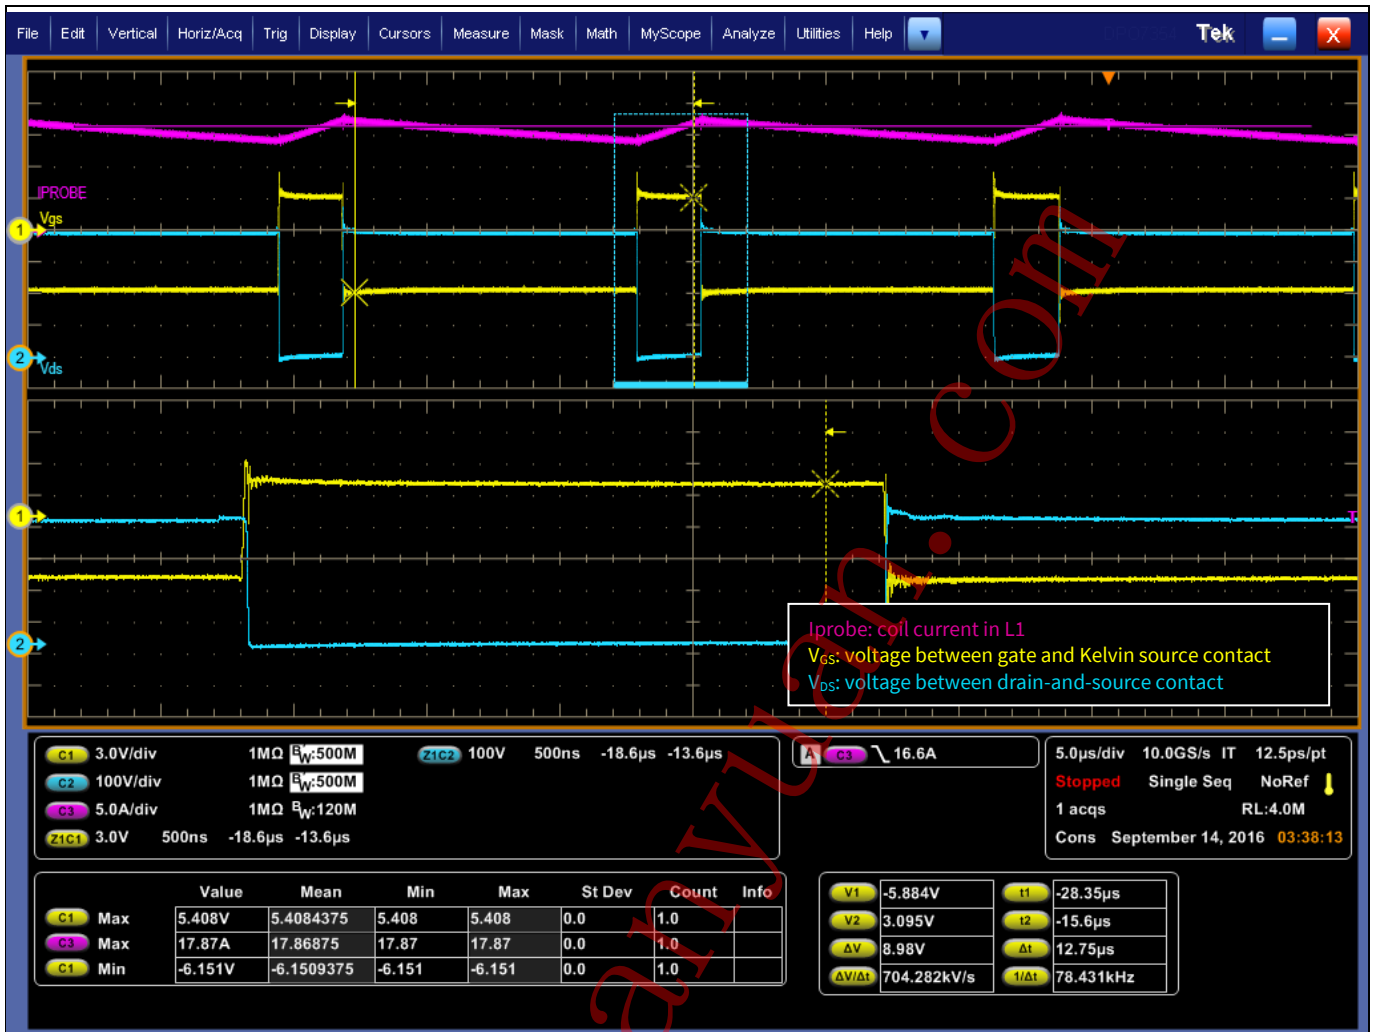 File Edit Vertical Horiz/Acq Trig Display Cursors Measure Mask Math MyScope Analyze Utilities Help Tek X
IPROBE
Vgs
1
2
Vds
1
T
2
Iprobe: coil current in L1
VGS: voltage between gate and Kelvin source contact
VDS: voltage between drain-and-source contact
C1 3.0V/div 1MΩ BW:500M
C2 100V/div 1MΩ BW:500M
C3 5.0A/div 1MΩ BW:120M
Z1C1 3.0V 500ns -18.6µs -13.6µs
Z1C2 100V 500ns -18.6µs -13.6µs
A C3 16.6A
5.0µs/div 10.0GS/s IT 12.5ps/pt
Stopped Single Seq NoRef
1 acqs RL:4.0M
Cons September 14, 2016 03:38:13
Value Mean Min Max St Dev Count Info
C1 Max 5.408V 5.4084375 5.408 5.408 0.0 1.0
C3 Max 17.87A 17.86875 17.87 17.87 0.0 1.0
C1 Min -6.151V -6.1509375 -6.151 -6.151 0.0 1.0
V1 -5.884V t1 -28.35µs
V2 3.095V t2 -15.6µs
ΔV 8.98V Δt 12.75µs
ΔV/Δt 704.282kV/s 1/Δt 78.431kHz
anyuan.com